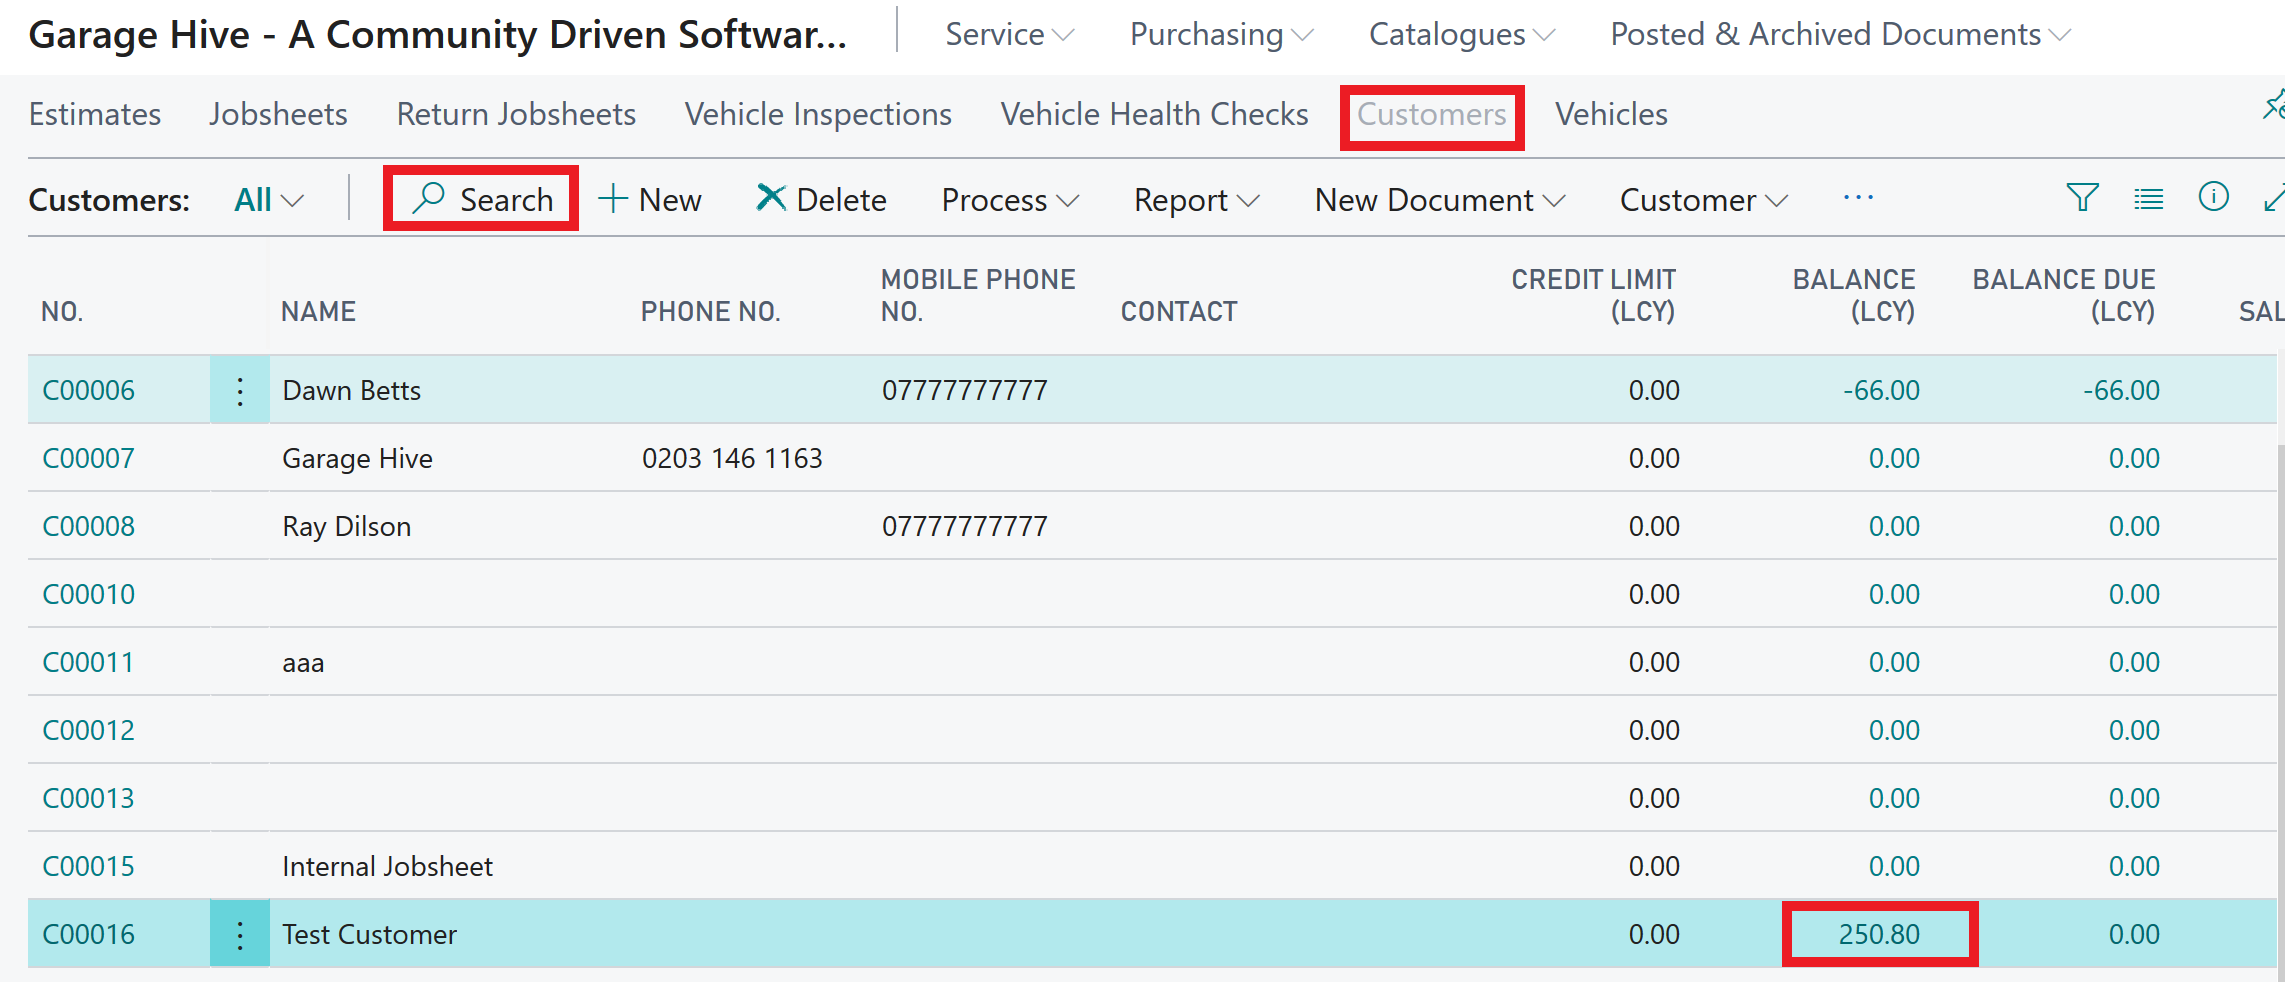 Garage Hive - A Community Driven Softwar... Service Purchasing Catalogues Posted & Archived Documents
Estimates Jobsheets Return Jobsheets Vehicle Inspections Vehicle Health Checks Customers Vehicles
Customers: All Search New Delete Process Report New Document Customer ...
NO. NAME PHONE NO. MOBILE PHONE NO. CONTACT CREDIT LIMIT (LCY) BALANCE (LCY) BALANCE DUE (LCY) SAL
C00006 Dawn Betts 07777777777 0.00 -66.00 -66.00
C00007 Garage Hive 0203 146 1163 0.00 0.00 0.00
C00008 Ray Dilson 07777777777 0.00 0.00 0.00
C00010 0.00 0.00 0.00
C00011 aaa 0.00 0.00 0.00
C00012 0.00 0.00 0.00
C00013 0.00 0.00 0.00
C00015 Internal Jobsheet 0.00 0.00 0.00
C00016 Test Customer 0.00 250.80 0.00